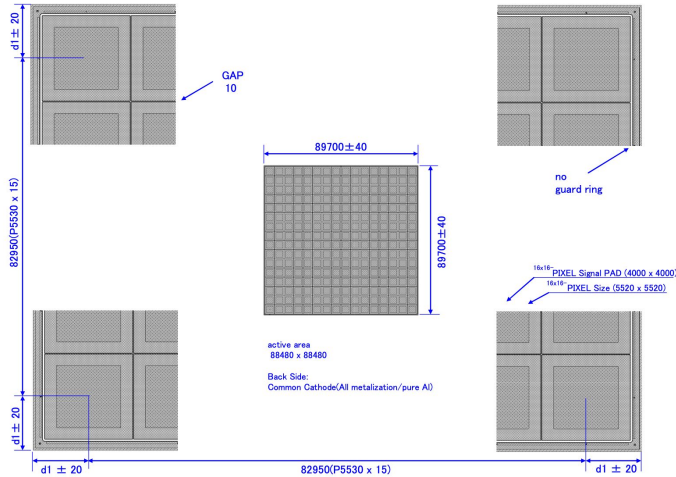 d1± 20
GAP
10
89700±40
no
guard ring
82950(P5530 x 15)
89700±40
16x16-PIXEL Signal PAD (4000 x 4000)
16x16-PIXEL Size (5520 x 5520)
active area
88480 x 88480
Back Side:
Common Cathode(All metalization/pure Al)
d1± 20
d1 ± 20
82950(P5530 x 15)
d1 ± 20